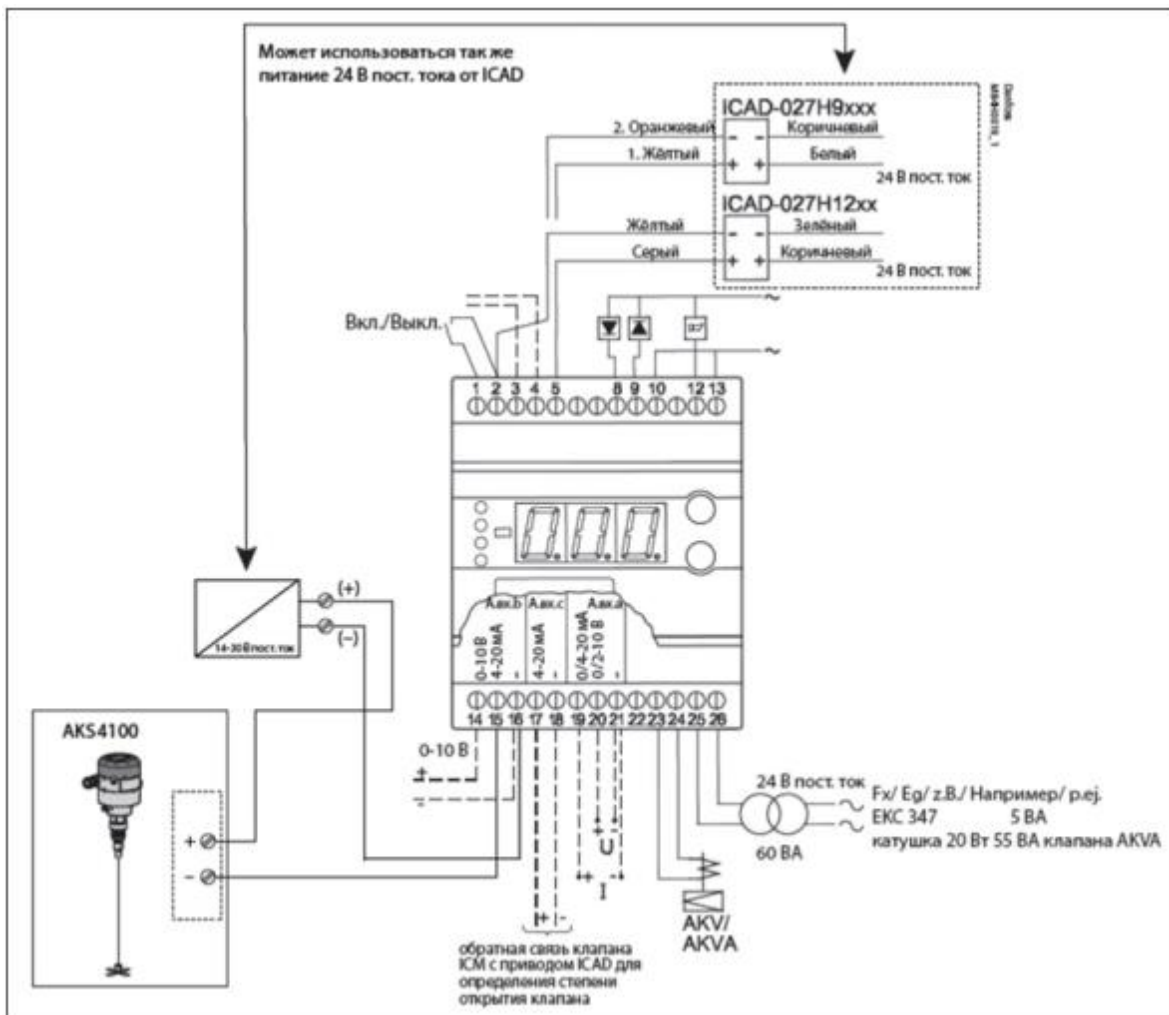 Может использоваться так же
питание 24 В пост. тока от ICAD
ICAD-027H9xxx
2. Оранжевый
- -
Коричневый
1. Жёлтый
+ +
Белый
24 В пост. ток
ICAD-027H12xx
Жёлтый
- -
Зелёный
Серый
+ +
Коричневый
24 В пост. ток
Danfoss
Вкл./Выкл.
~
~
1 2 3 4 5 8 9 10 12 13
(+)
(–)
14-30 В пост. ток
А.вх.b
А.вх.c
А.вх.a
0-10 В
4-20 мА
-
4-20 мА
-
0/4-20 мА
0/2-10 В
-
14 15 16 17 18 19 20 21 22 23 24 25 26
AKS4100
+
–
0-10 В
+
-
+ -
U
+ -
I
+ -
обратная связь клапана
ICM с приводом ICAD для
определения степени
открытия клапана
AKV/
AKVA
24 В пост. ток
60 ВА
~
~
Fx/ Eg/ z.B./ Например/ p.ej.
ЕКС 347 5 ВА
катушка 20 Вт 55 ВА клапана AKVA